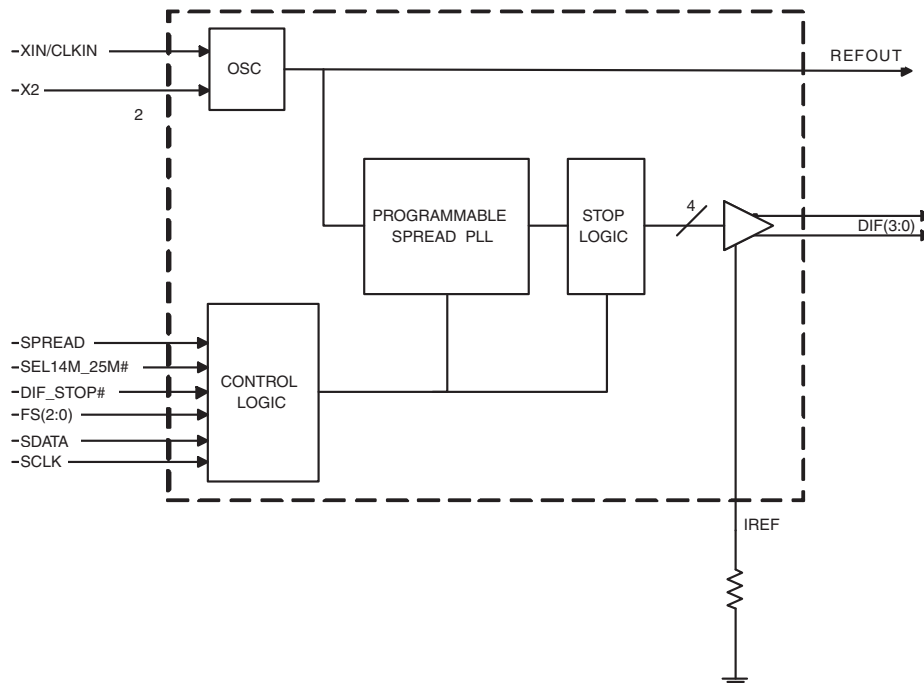 XIN/CLKIN
OSC
REFOUT
X2
2
PROGRAMMABLE
SPREAD PLL
STOP
LOGIC
4
DIF(3:0)
SPREAD
SEL14M_25M#
DIF_STOP#
FS(2:0)
SDATA
SCLK
CONTROL
LOGIC
IREF